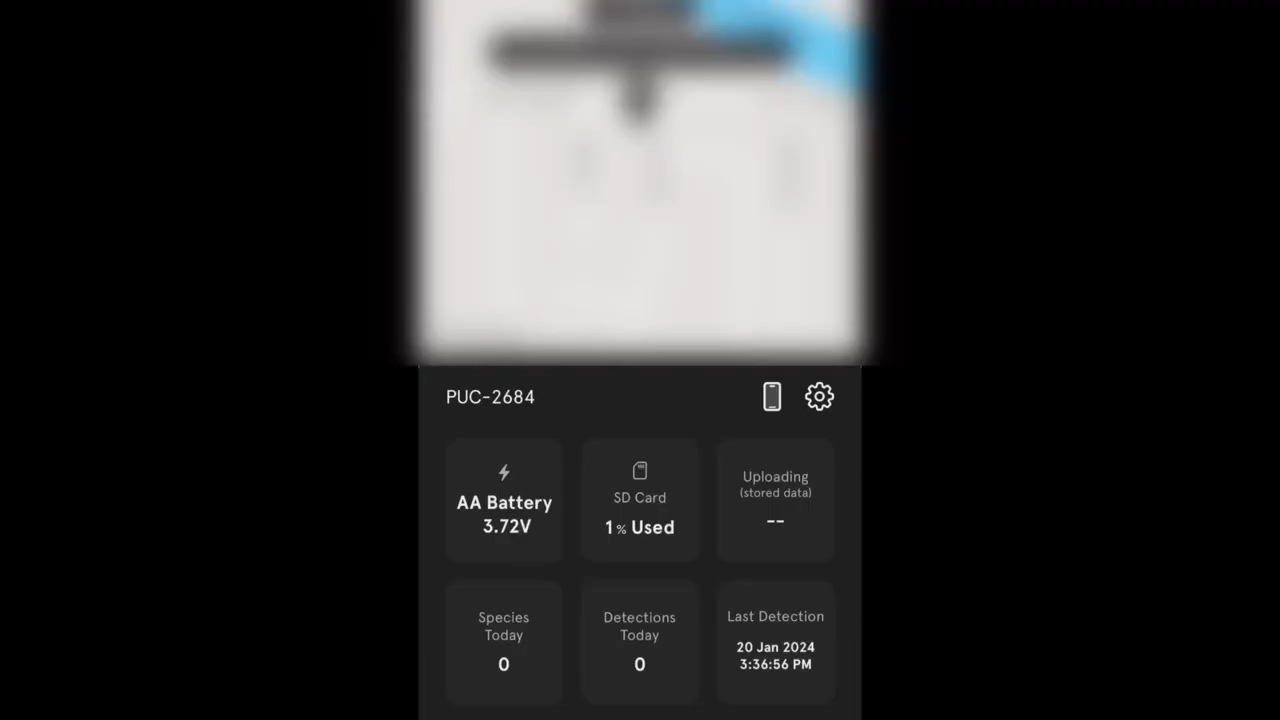 PUC-2684
AA Battery
3.72V
SD Card
1% Used
Uploading
(stored data)
--
Species
Today
0
Detections
Today
0
Last Detection
20 Jan 2024
3:36:56 PM